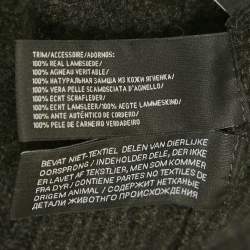 TRIM/ACCESSOIRE/ADORNOS:
100% REAL LAMBSUEDE/
100% AGNEAU VERITABLE/
100% НАТУРАЛЬНАЯ ЗАМША ИЗ КОЖИ ЯГНЕНКА/
100% VERA PELLE SCAMOSCIATA D'AGNELLO/
100% ECHT SCHAFLEDER/
100% ECHT LAMSLEER/100% AEGTE LAMMESKIND/
100% ANTE AUTÉNTICO DE CORDERO/
100% PELE DE CARNEIRO VERDADEIRO
BEVAT NIET-TEXTIEL DELEN VAN DIERLIJKE
OORSPRONG/INDEHOLDER DELE, DER IKKE
ER LAVET AF TEKSTILER, MEN SOM KOMMER
FRA DYR/CONTIENE PARTES NO TEXTILES DE
ORIGEM ANIMAL/СОДЕРЖИТ НЕТКАНЫЕ
ДЕТАЛИ ЖИВОТНГО ПРОИСХОЖДЕНИЯ